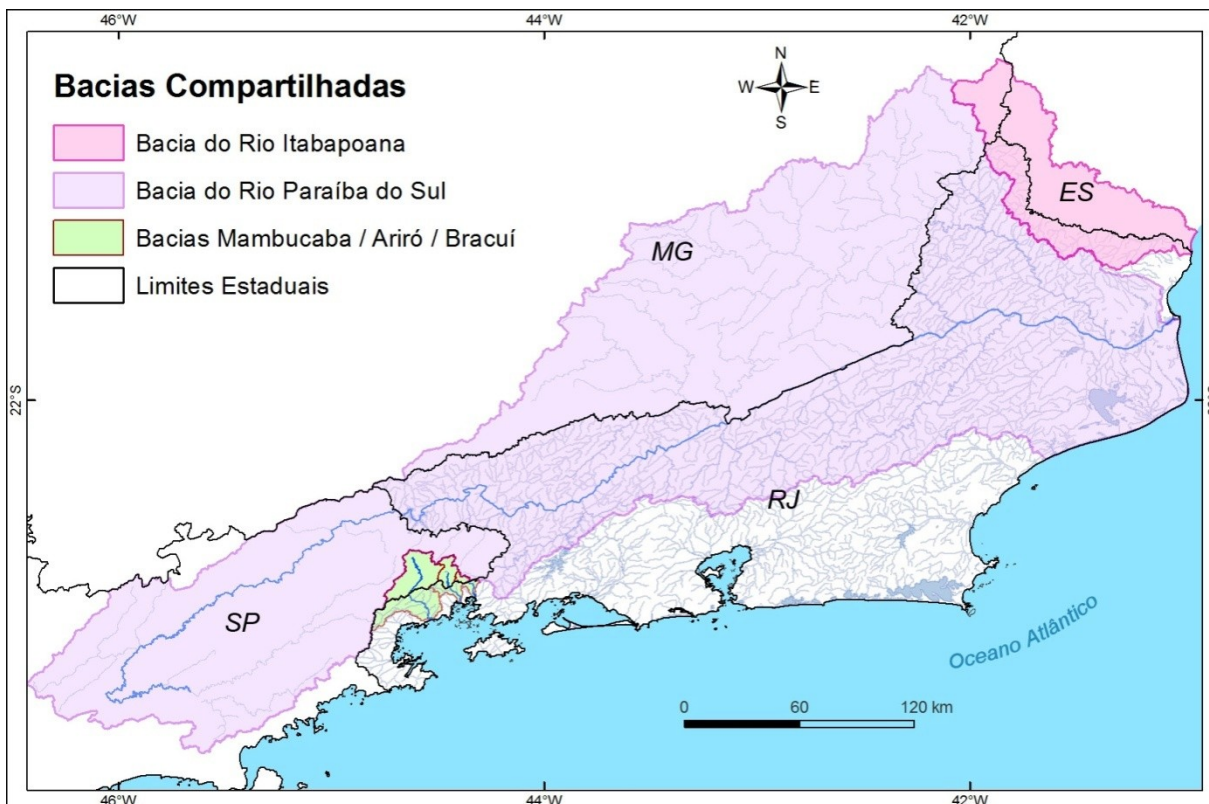 46°W
44°W
42°W
Bacias Compartilhadas
N
W
E
S
Bacia do Rio Itabapoana
Bacia do Rio Paraíba do Sul
Bacias Mambucaba / Ariró / Bracuí
Limites Estaduais
ES
MG
22°S
RJ
SP
Oceano Atlântico
0
60
120 km
46°W
44°W
42°W